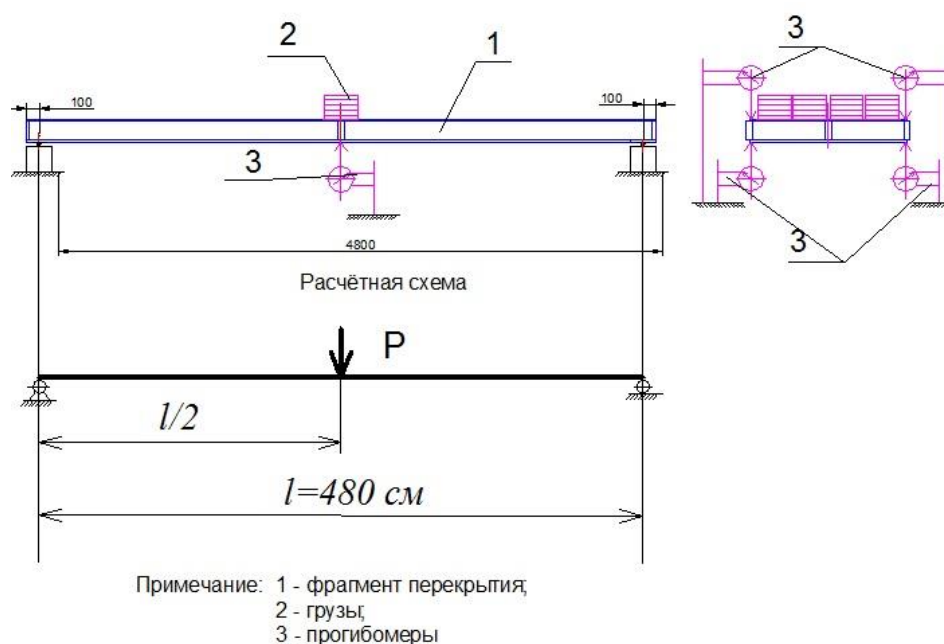 2
1
3
100
100
3
4800
3
Расчётная схема
P
l/2
l=480 см
Примечание: 1 - фрагмент перекрытия;
2 - грузы;
3 - прогибомеры